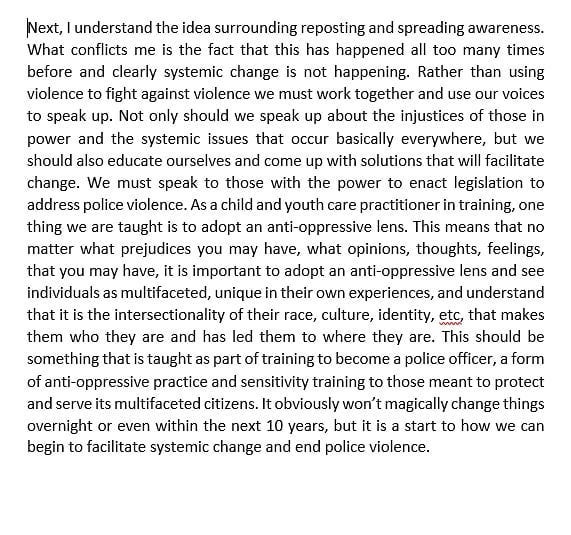 Next, I understand the idea surrounding reposting and spreading awareness.
What conflicts me is the fact that this has happened all too many times
before and clearly systemic change is not happening. Rather than using
violence to fight against violence we must work together and use our voices
to speak up. Not only should we speak up about the injustices of those in
power and the systemic issues that occur basically everywhere, but we
should also educate ourselves and come up with solutions that will facilitate
change. We must speak to those with the power to enact legislation to
address police violence. As a child and youth care practitioner in training, one
thing we are taught is to adopt an anti-oppressive lens. This means that no
matter what prejudices you may have, what opinions, thoughts, feelings,
that you may have, it is important to adopt an anti-oppressive lens and see
individuals as multifaceted, unique in their own experiences, and understand
that it is the intersectionality of their race, culture, identity, etc, that makes
them who they are and has led them to where they are. This should be
something that is taught as part of training to become a police officer, a form
of anti-oppressive practice and sensitivity training to those meant to protect
and serve its multifaceted citizens. It obviously won’t magically change things
overnight or even within the next 10 years, but it is a start to how we can
begin to facilitate systemic change and end police violence.